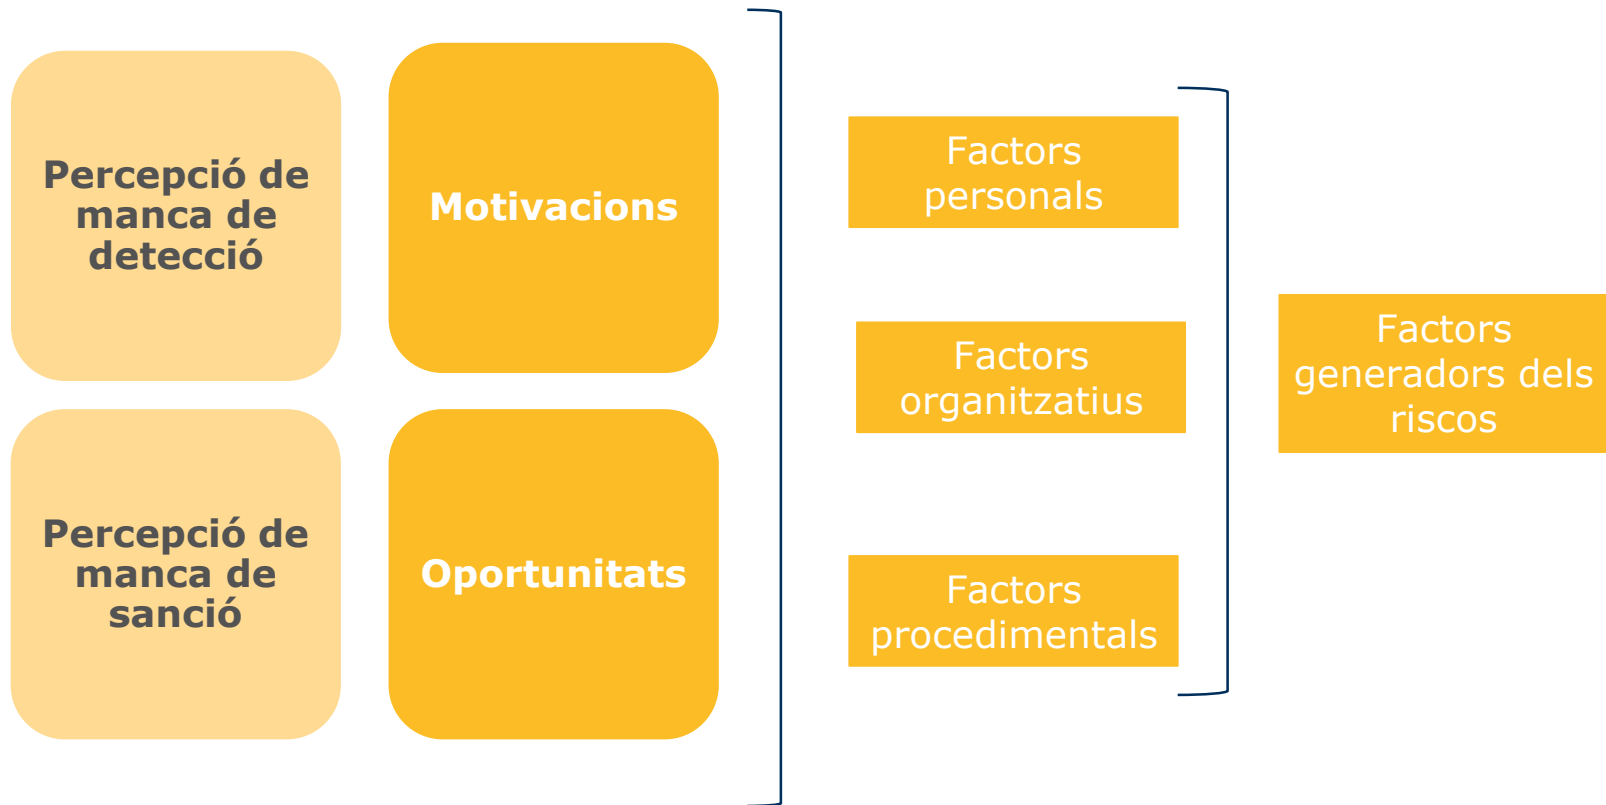 Percepció de
manca de
detecció
Motivacions
Percepció de
manca de
sanció
Oportunitats
Factors
personals
Factors
organitzatius
Factors
procedimentals
Factors
generadors dels
riscos